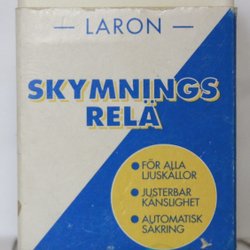 — LARON —
SKYMNINGS
RELÄ
• FÖR ALLA
LJUSKÄLLOR
• JUSTERBAR
KÄNSLIGHET
• AUTOMATISK
SÄKRING